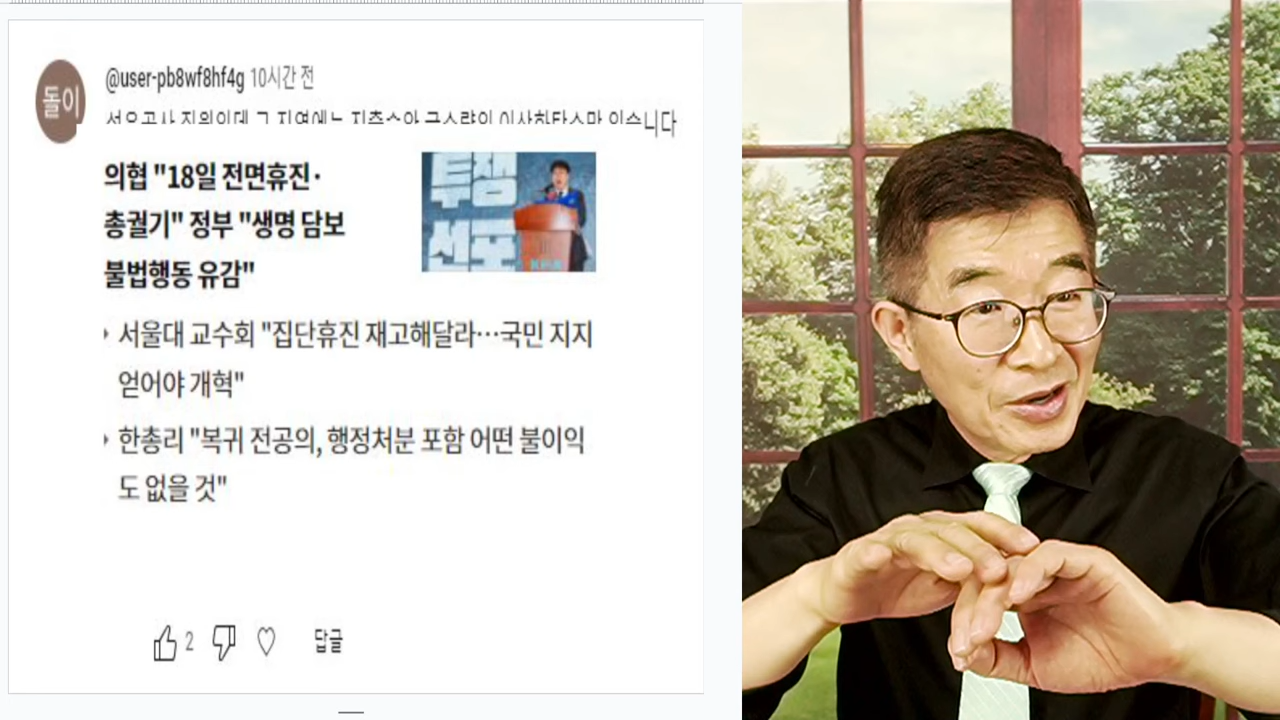 돌이
@user-pb8wf8hf4g 10시간 전
의협 "18일 전면휴진·
총궐기" 정부 "생명 담보
불법행동 유감"
투쟁
선포
서울대 교수회 "집단휴진 재고해달라…국민 지지
얻어야 개혁"
한총리 "복귀 전공의, 행정처분 포함 어떤 불이익
도 없을 것"
2
답글